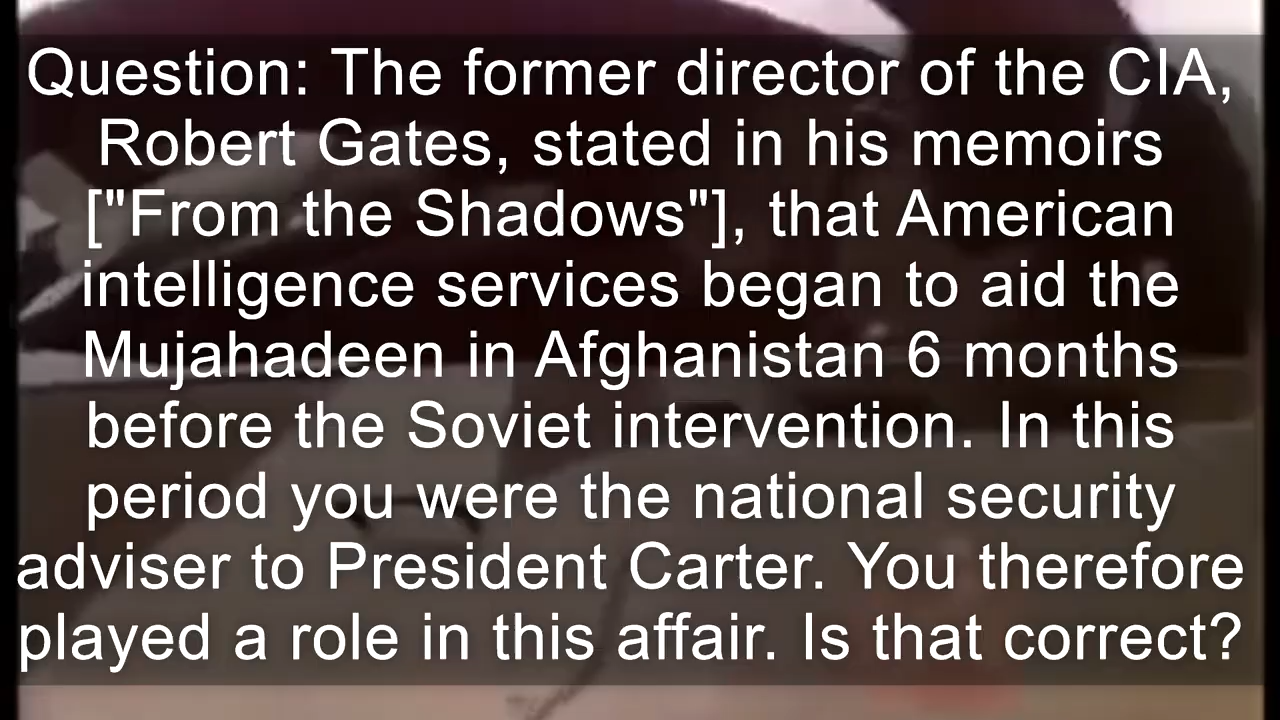 Question: The former director of the CIA,
Robert Gates, stated in his memoirs
["From the Shadows"], that American
intelligence services began to aid the
Mujahadeen in Afghanistan 6 months
before the Soviet intervention. In this
period you were the national security
adviser to President Carter. You therefore
played a role in this affair. Is that correct?